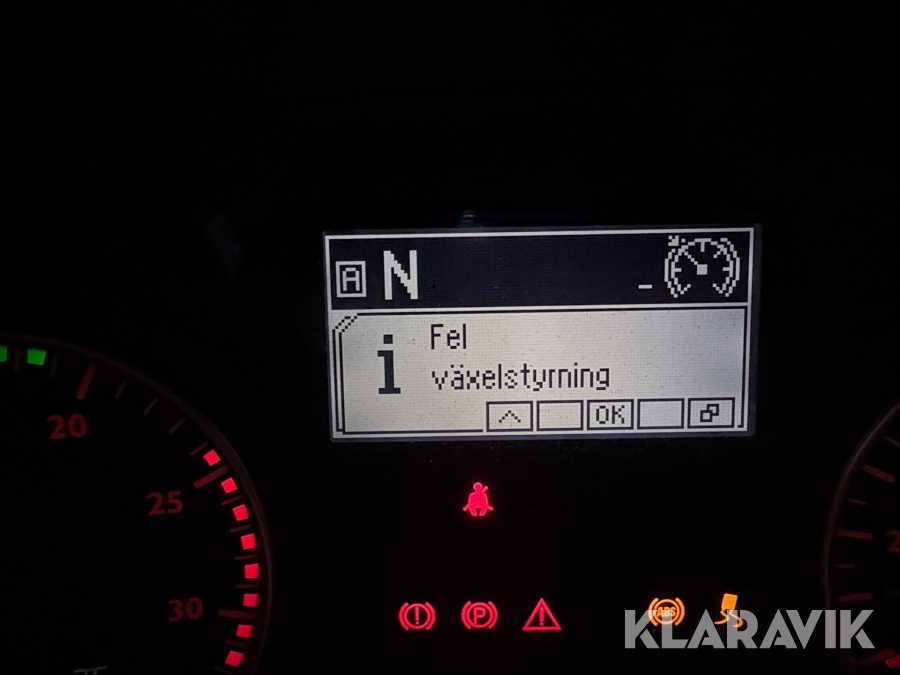 A N
Fel
växelstyrning
OK
20
25
30
P
ABS
KLARAVIK